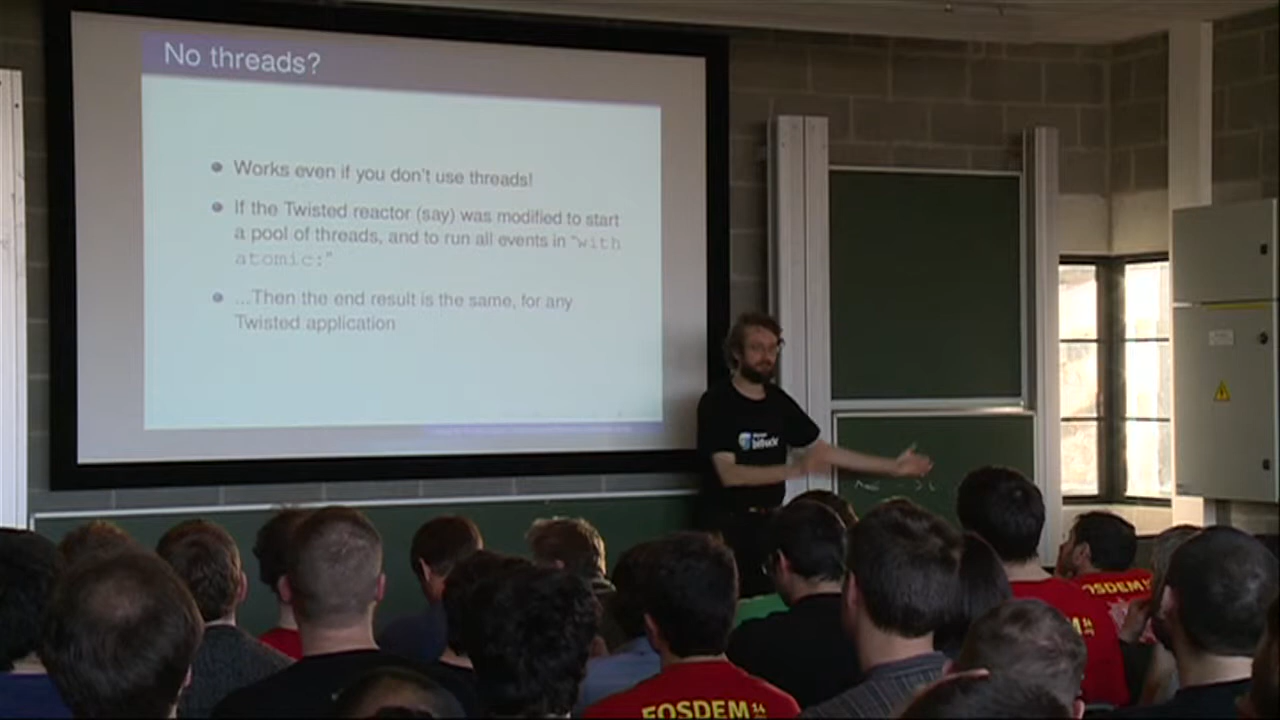 No threads?
Works even if you don't use threads!
If the Twisted reactor (say) was modified to start
a pool of threads, and to run all events in "with
atomic:"
...Then the end result is the same, for any
Twisted application
FOSDEM 14
OSDEM